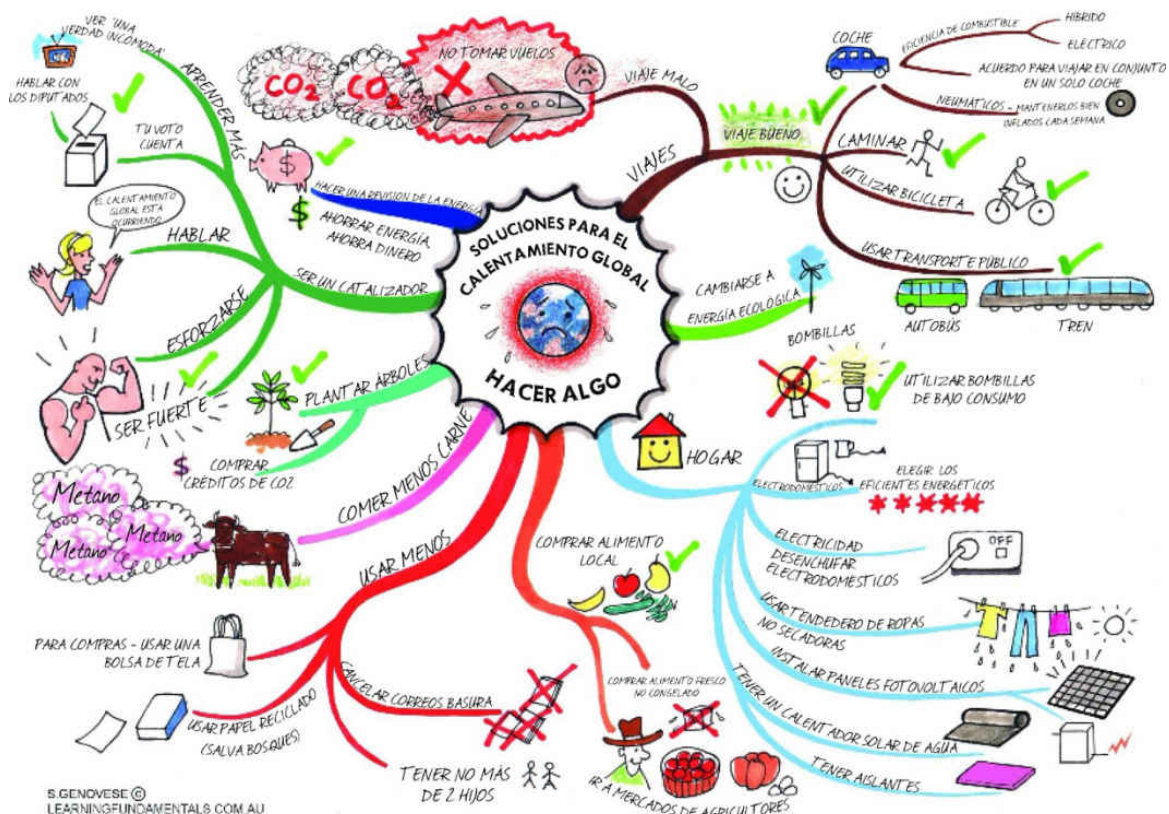 SOLUCIONES PARA EL
CALENTAMIENTO GLOBAL
HACER ALGO
VIAJES
VIAJE MALO
NO TOMAR VUELOS
CO2
CO2
VIAJE BUENO
COCHE
EFICIENCIA DE COMBUSTIBLE
HÍBRIDO
ELÉCTRICO
ACUERDO PARA VIAJAR EN CONJUNTO
EN UN SOLO COCHE
NEUMÁTICOS - MANTENERLOS BIEN
INFLADOS CADA SEMANA
CAMINAR
UTILIZAR BICICLETA
USAR TRANSPORTE PÚBLICO
AUTOBÚS
TREN
CAMBIARSE A
ENERGÍA ECOLÓGICA
HOGAR
BOMBILLAS
UTILIZAR BOMBILLAS
DE BAJO CONSUMO
ELECTRODOMÉSTICOS
ELEGIR LOS
EFICIENTES ENERGÉTICOS
ELECTRICIDAD
DESENCHUFAR
ELECTRODOMÉSTICOS
OFF
USAR TENDEDERO DE ROPAS
NO SECADORAS
INSTALAR PANELES FOTOVOLTAICOS
TENER UN CALENTADOR SOLAR DE AGUA
TENER AISLANTES
COMPRAR ALIMENTO
LOCAL
COMPRAR ALIMENTO FRESCO
NO CONGELADO
IR A MERCADOS DE AGRICULTORES
USAR MENOS
PARA COMPRAS - USAR UNA
BOLSA DE TELA
USAR PAPEL RECICLADO
(SALVA BOSQUES)
CANCELAR CORREOS BASURA
TENER NO MÁS
DE 2 HIJOS
COMER MENOS CARNE
Metano
Metano
Metano
PLANTAR ÁRBOLES
$ COMPRAR
CRÉDITOS DE CO2
SER UN CATALIZADOR
APRENDER MÁS
VER 'UNA
VERDAD INCOMODA'
HABLAR CON
LOS DIPUTADOS
TU VOTO
CUENTA
HABLAR
EL CALENTAMIENTO
GLOBAL ESTÁ
OCURRIENDO
ESFORZARSE
SER FUERTE
HACER UNA REVISION DE LA ENERGÍA
$
$
AHORRAR ENERGÍA,
AHORRA DINERO
S.GENOVESE ©
LEARNINGFUNDAMENTALS.COM.AU